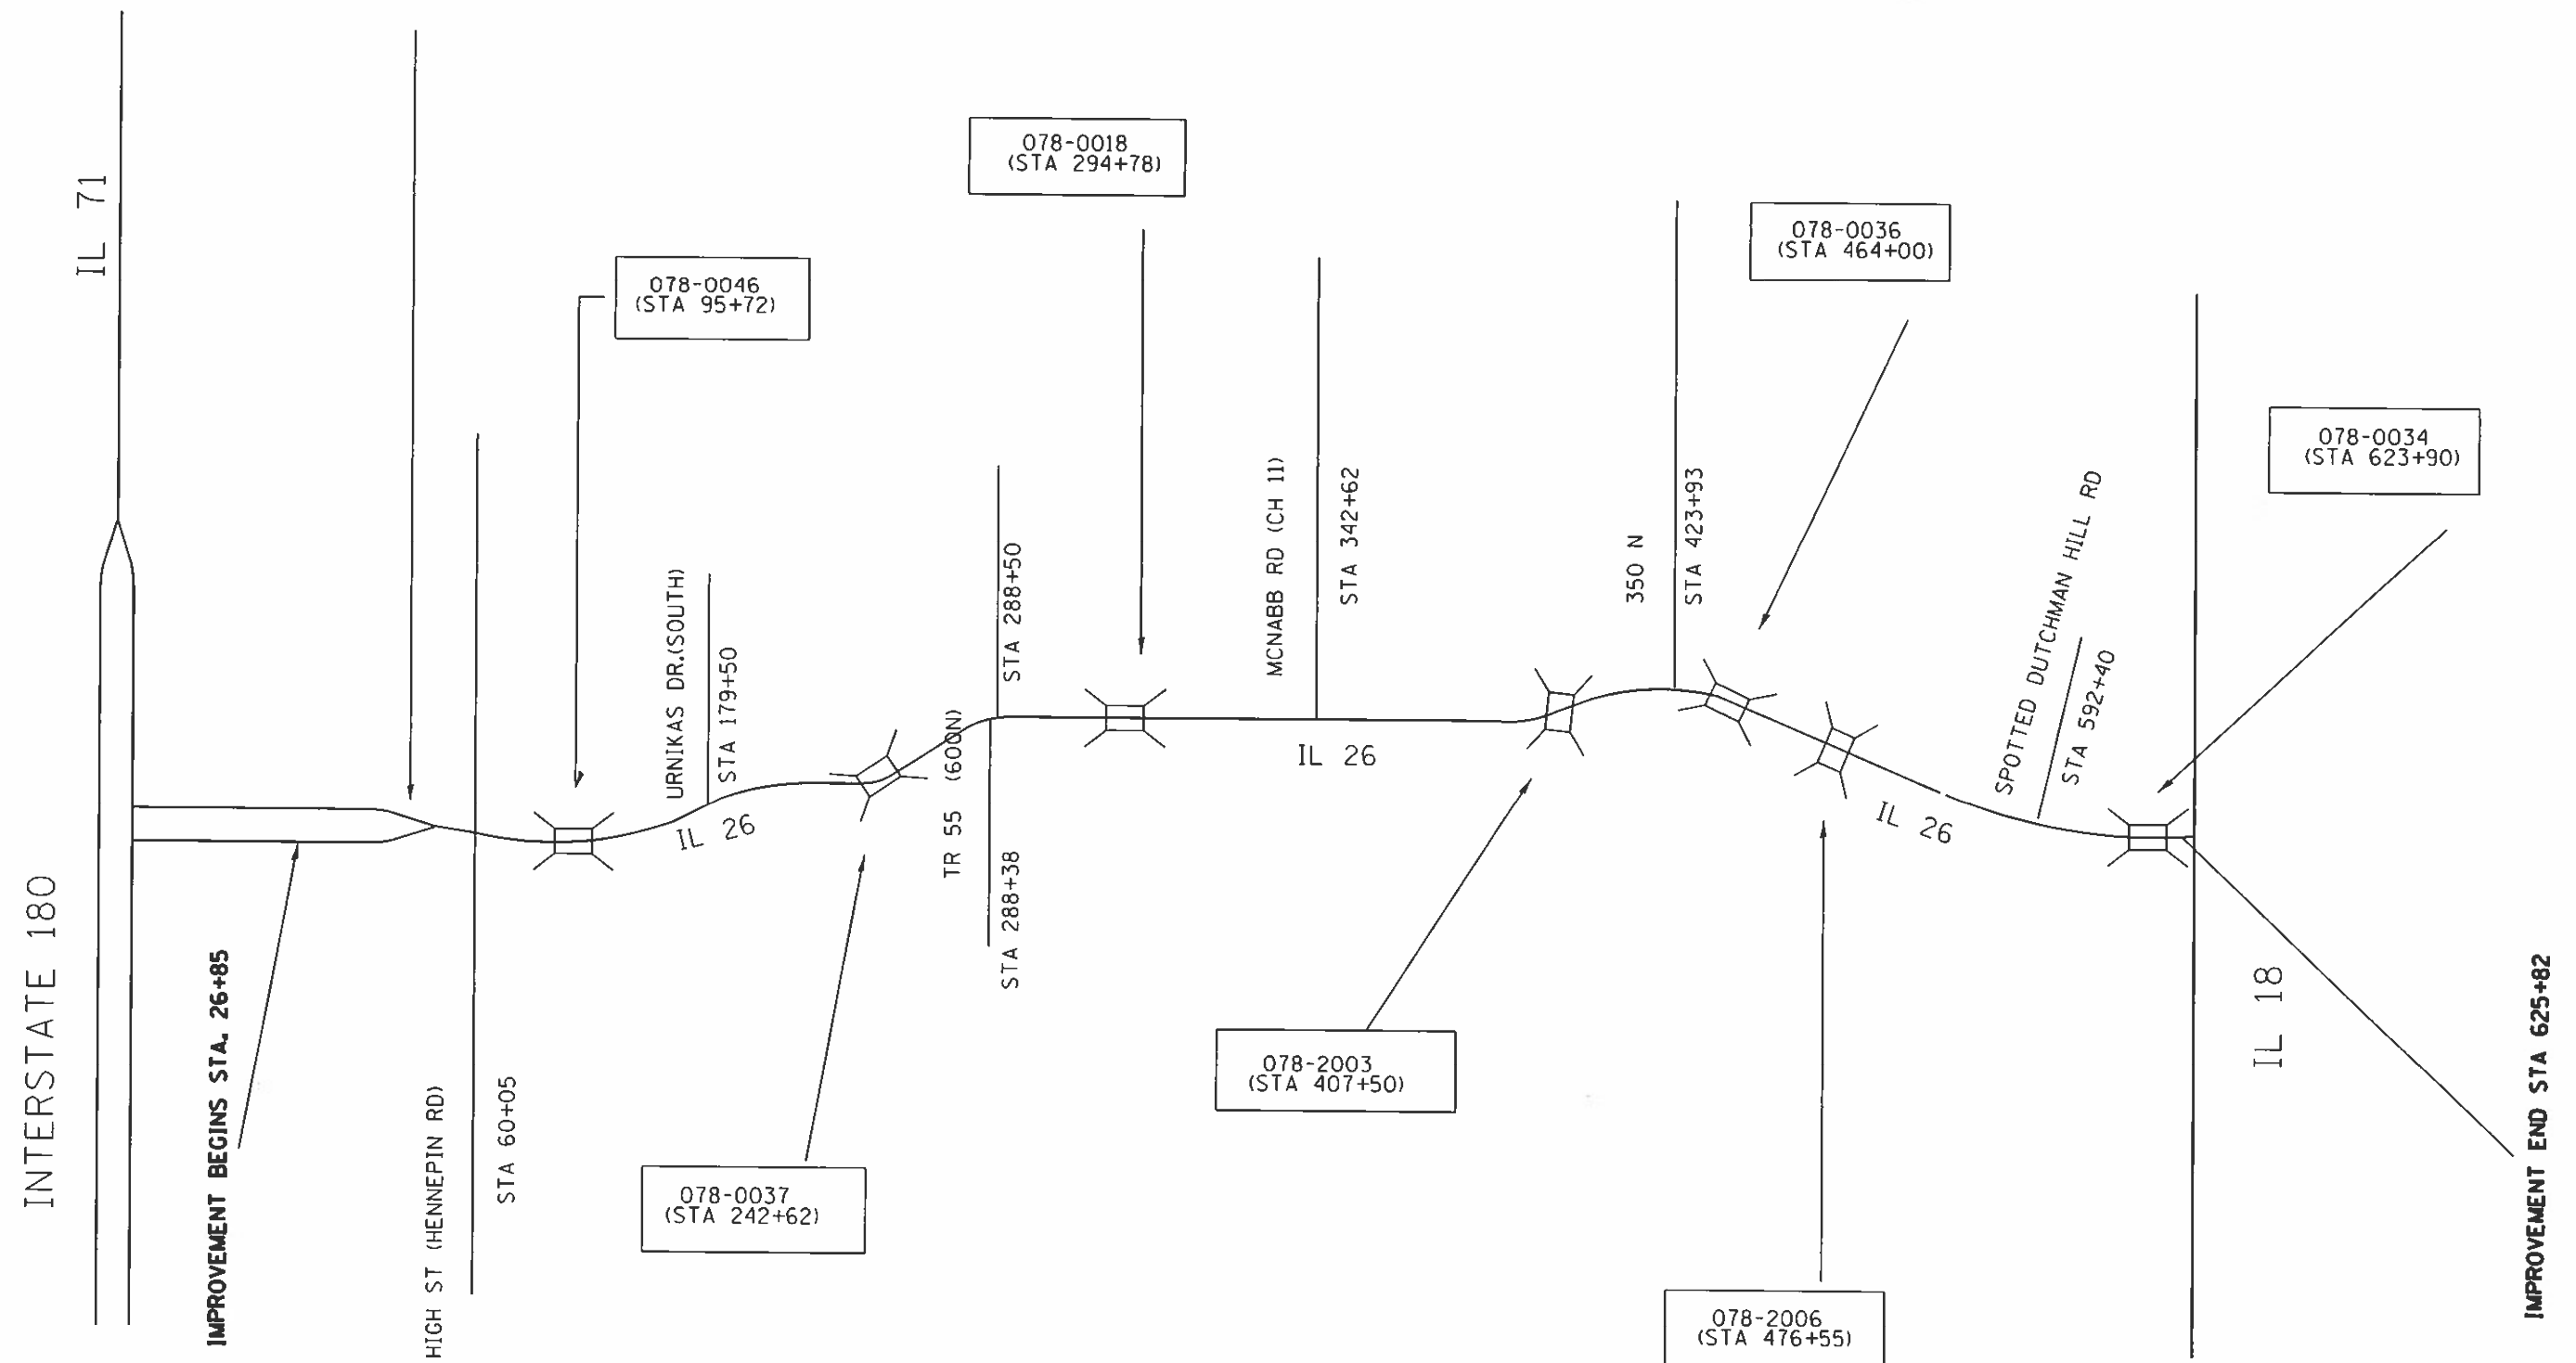 IL 71
INTERSTATE 180
IMPROVEMENT BEGINS STA. 26+85
HIGH ST (HENNEPIN RD)
STA 60+05
078-0046
(STA 95+72)
URNIKAS DR.(SOUTH)
STA 179+50
IL 26
078-0037
(STA 242+62)
TR 55 (600N)
STA 288+50
STA 288+38
078-0018
(STA 294+78)
MCNABB RD (CH 11)
STA 342+62
IL 26
078-2003
(STA 407+50)
350 N
STA 423+93
078-0036
(STA 464+00)
078-2006
(STA 476+55)
IL 26
SPOTTED DUTCHMAN HILL RD
STA 592+40
078-0034
(STA 623+90)
IL 18
IMPROVEMENT END STA 625+82